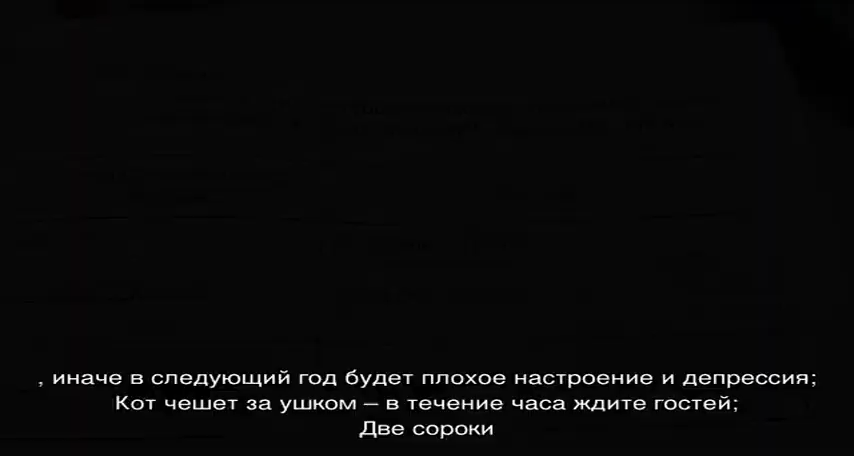 , иначе в следующий год будет плохое настроение и депрессия;
Кот чешет за ушком – в течение часа ждите гостей;
Две сороки